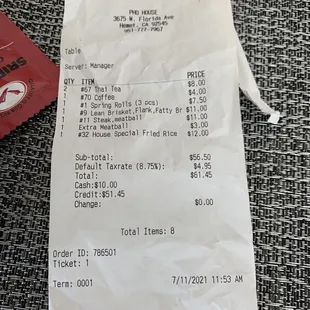 PHO HOUSE
3675 W. Florida Ave
Hemet, CA 92545
951-777-7967
Table
Server: Manager
QTY ITEM PRICE
2 #67 Thai Tea $8.00
1 #70 Coffee $4.00
1 #1 Spring Rolls (3 pcs) $7.50
1 #9 Lean Brisket,Flank,Fatty Br $11.00
1 #11 Steak,meatball $11.00
1 Extra Meatball $3.00
1 #32 House Special Fried Rice $12.00
Sub-total: $56.50
Default Taxrate (8.75%): $4.95
Total: $61.45
Cash:$10.00
Credit:$51.45
Change: $0.00
Total Items: 8
Order ID: 786501
Ticket: 1
Term: 0001 7/11/2021 11:53 AM